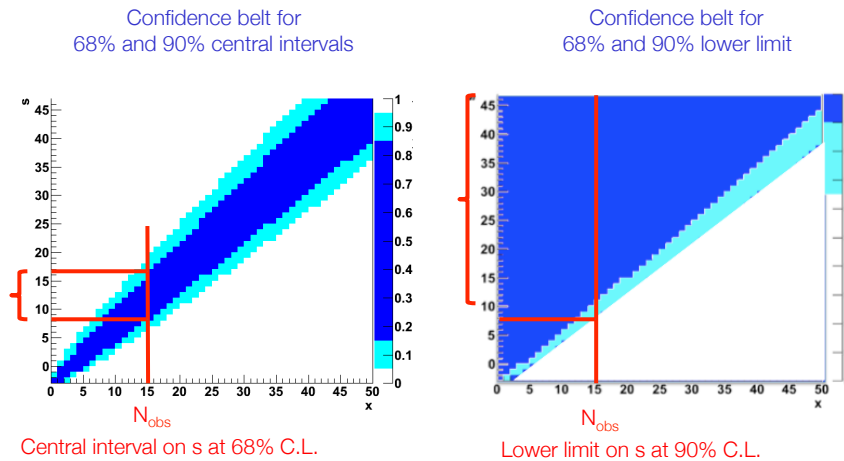 Confidence belt for
68% and 90% central intervals
Confidence belt for
68% and 90% lower limit
s
45
40
35
30
25
20
15
10
5
0
0 5 10 15 20 25 30 35 40 45 50
x
1
0.9
0.8
0.7
0.6
0.5
0.4
0.3
0.2
0.1
0
s
45
40
35
30
25
20
15
10
5
0
0 5 10 15 20 25 30 35 40 45 50
x
Nobs
Central interval on s at 68% C.L.
Nobs
Lower limit on s at 90% C.L.